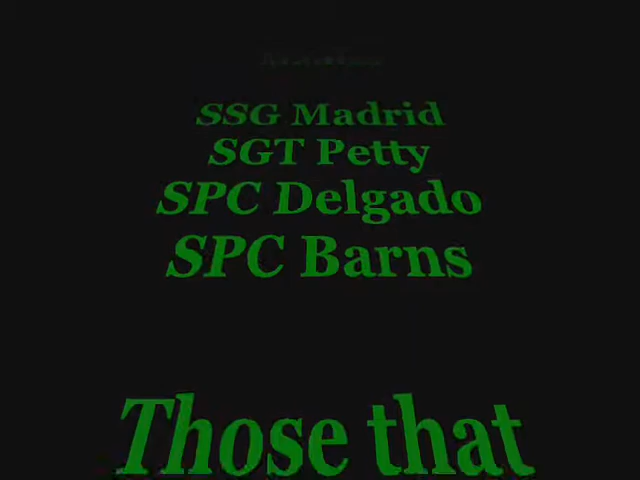 SSG Madrid
SGT Petty
SPC Delgado
SPC Barns
Those that